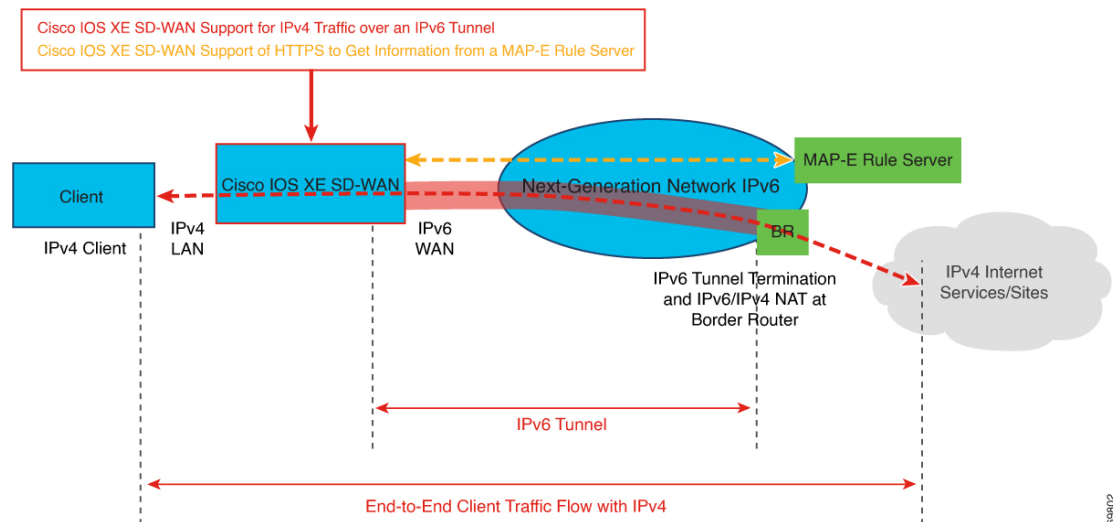 Cisco IOS XE SD-WAN Support for IPv4 Traffic over an IPv6 Tunnel
Cisco IOS XE SD-WAN Support of HTTPS to Get Information from a MAP-E Rule Server
MAP-E Rule Server
Cisco IOS XE SD-WAN
Next-Generation Network IPv6
Client
IPv4
LAN
IPv6
WAN
BR
IPv4 Client
IPv6 Tunnel Termination
and IPv6/IPv4 NAT at
Border Router
IPv4 Internet
Services/Sites
IPv6 Tunnel
End-to-End Client Traffic Flow with IPv4